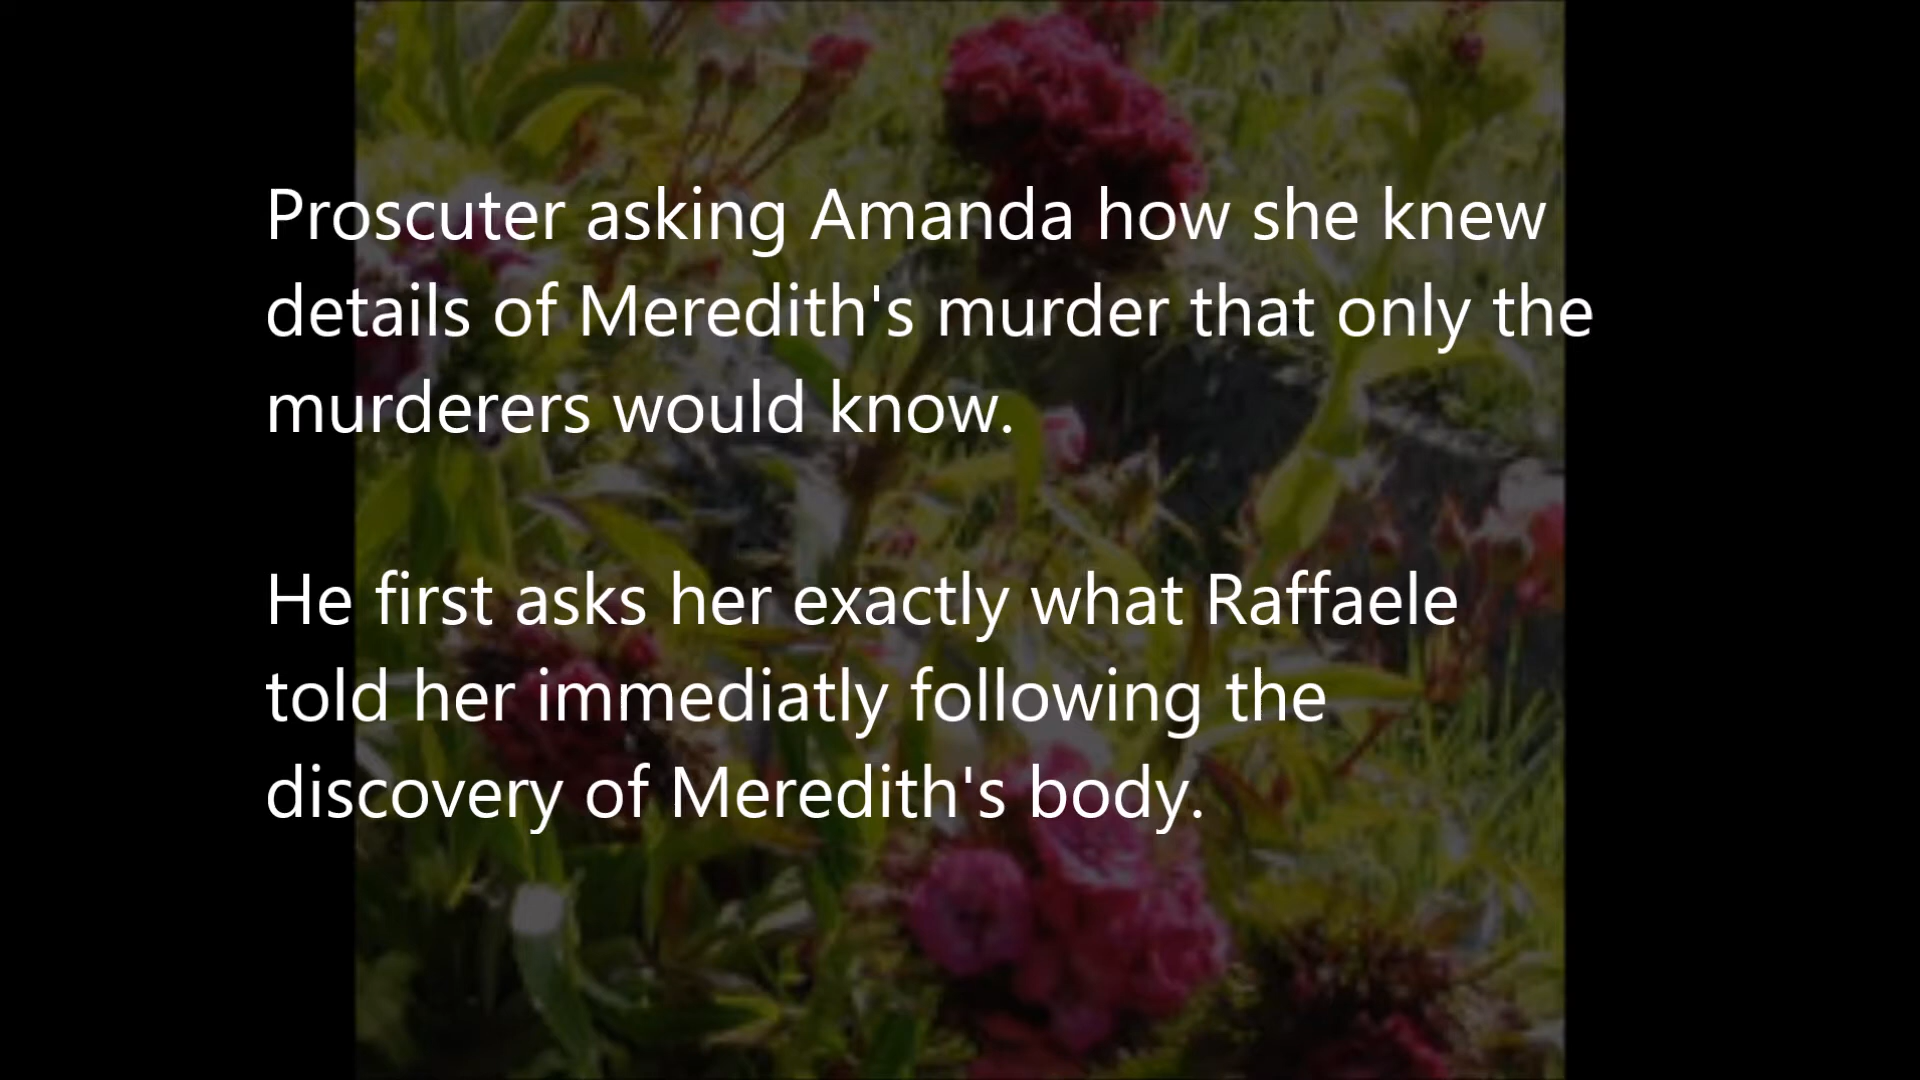 Proscuter asking Amanda how she knew
details of Meredith's murder that only the
murderers would know.
He first asks her exactly what Raffaele
told her immediatly following the
discovery of Meredith's body.